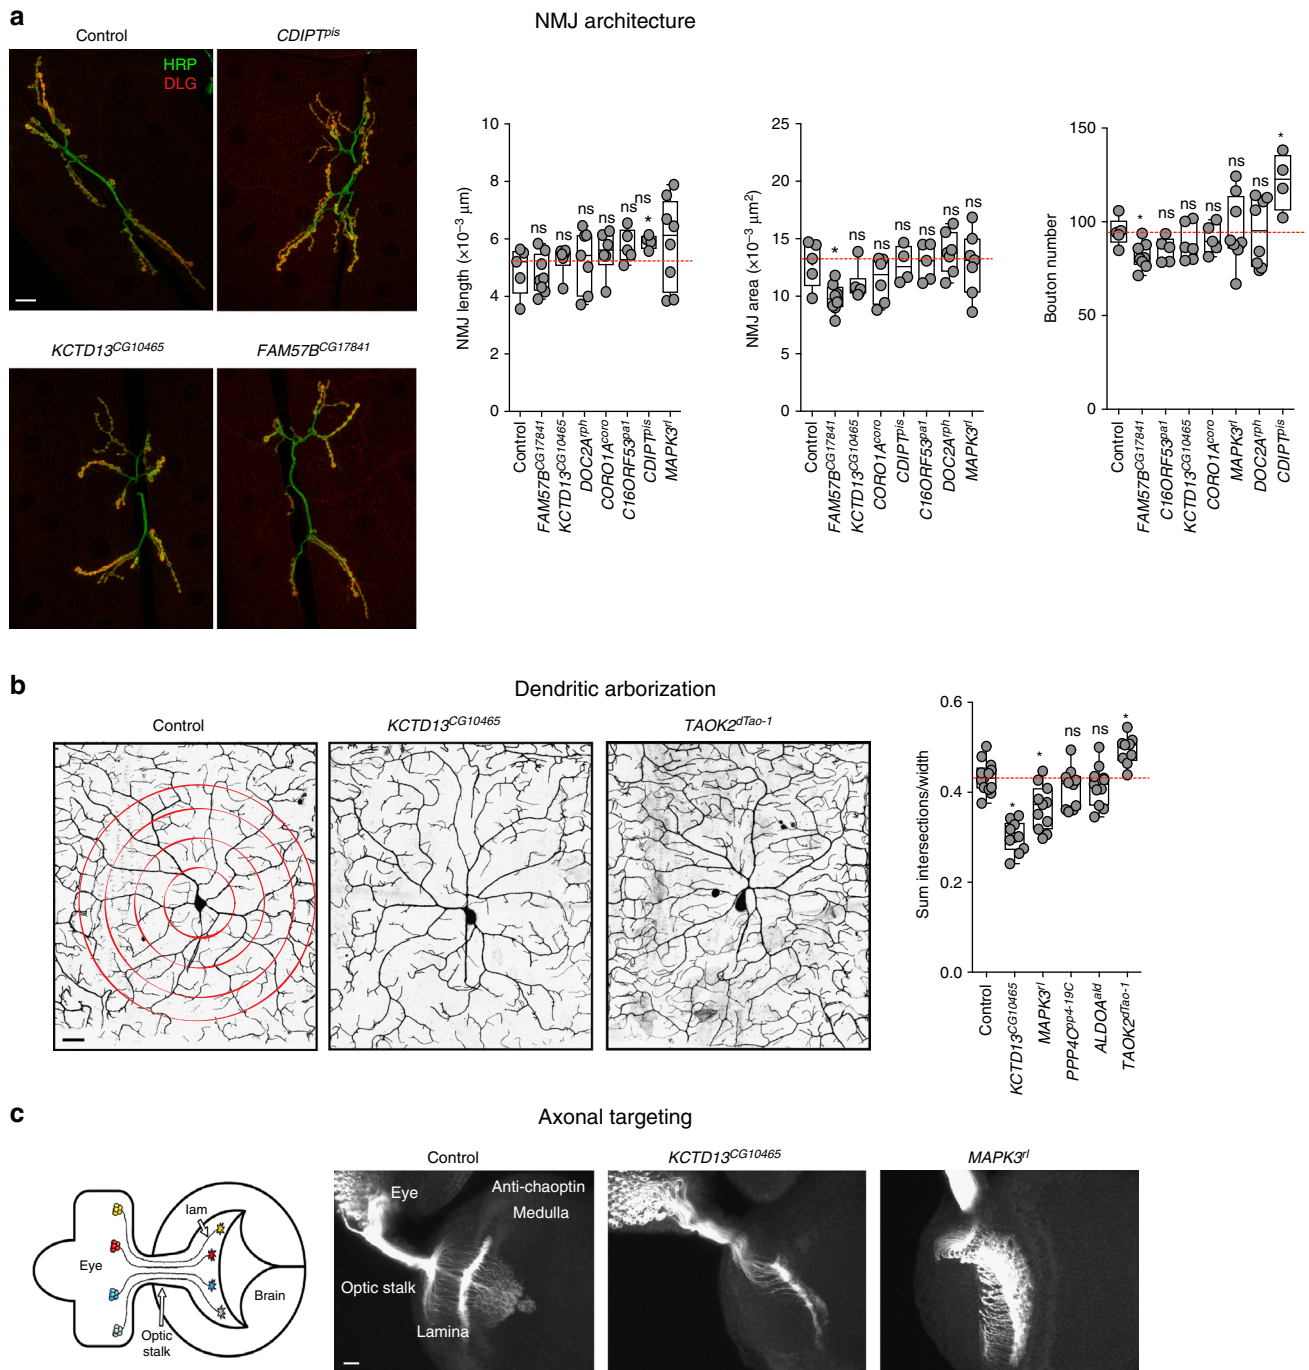 a
NMJ architecture
Control
CDIPTpis
HRP
DLG
KCTD13CG10465
FAM57BCG17841
NMJ length (×10−3 μm)
10
8
6
4
2
0
ns
ns
ns
ns
ns
*
ns
Control
FAM57BCG17841
KCTD13CG10465
DOC2Arph
CORO1Acoro
C16ORF53pa1
CDIPTpis
MAPK3rl
NMJ area (×10−3 μm2)
25
20
15
10
5
0
*
ns
ns
ns
ns
ns
ns
Control
FAM57BCG17841
KCTD13CG10465
CORO1Acoro
CDIPTpis
C16ORF53pa1
DOC2Arph
MAPK3rl
Bouton number
150
100
50
0
*
ns
ns
ns
ns
ns
*
Control
FAM57BCG17841
C16ORF53pa1
KCTD13CG10465
CORO1Acoro
MAPK3rl
DOC2Arph
CDIPTpis
b
Dendritic arborization
Control
KCTD13CG10465
TAOK2dTao-1
Sum intersections/width
0.6
0.4
0.2
0.0
*
*
ns
ns
*
Control
KCTD13CG10465
MAPK3rl
PPP4Cpp4-19C
ALDOAald
TAOK2dTao-1
c
Axonal targeting
Control
KCTD13CG10465
MAPK3rl
lam
Eye
Brain
Optic
stalk
Eye
Anti-chaoptin
Medulla
Optic stalk
Lamina